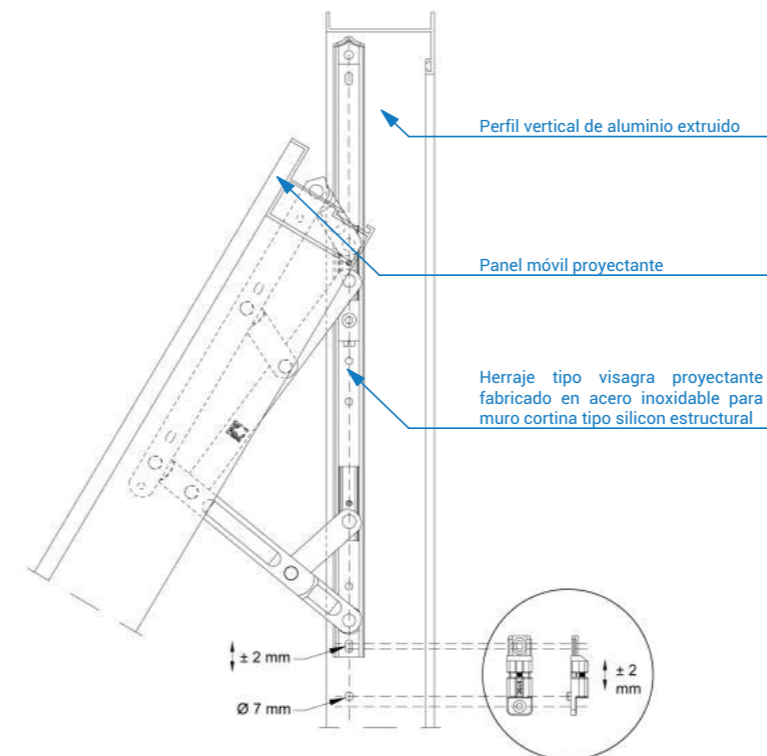 Perfil vertical de aluminio extruido
Panel móvil proyectante
Herraje tipo visagra proyectante
fabricado en acero inoxidable para
muro cortina tipo silicon estructural
± 2 mm
Ø 7 mm
± 2
mm